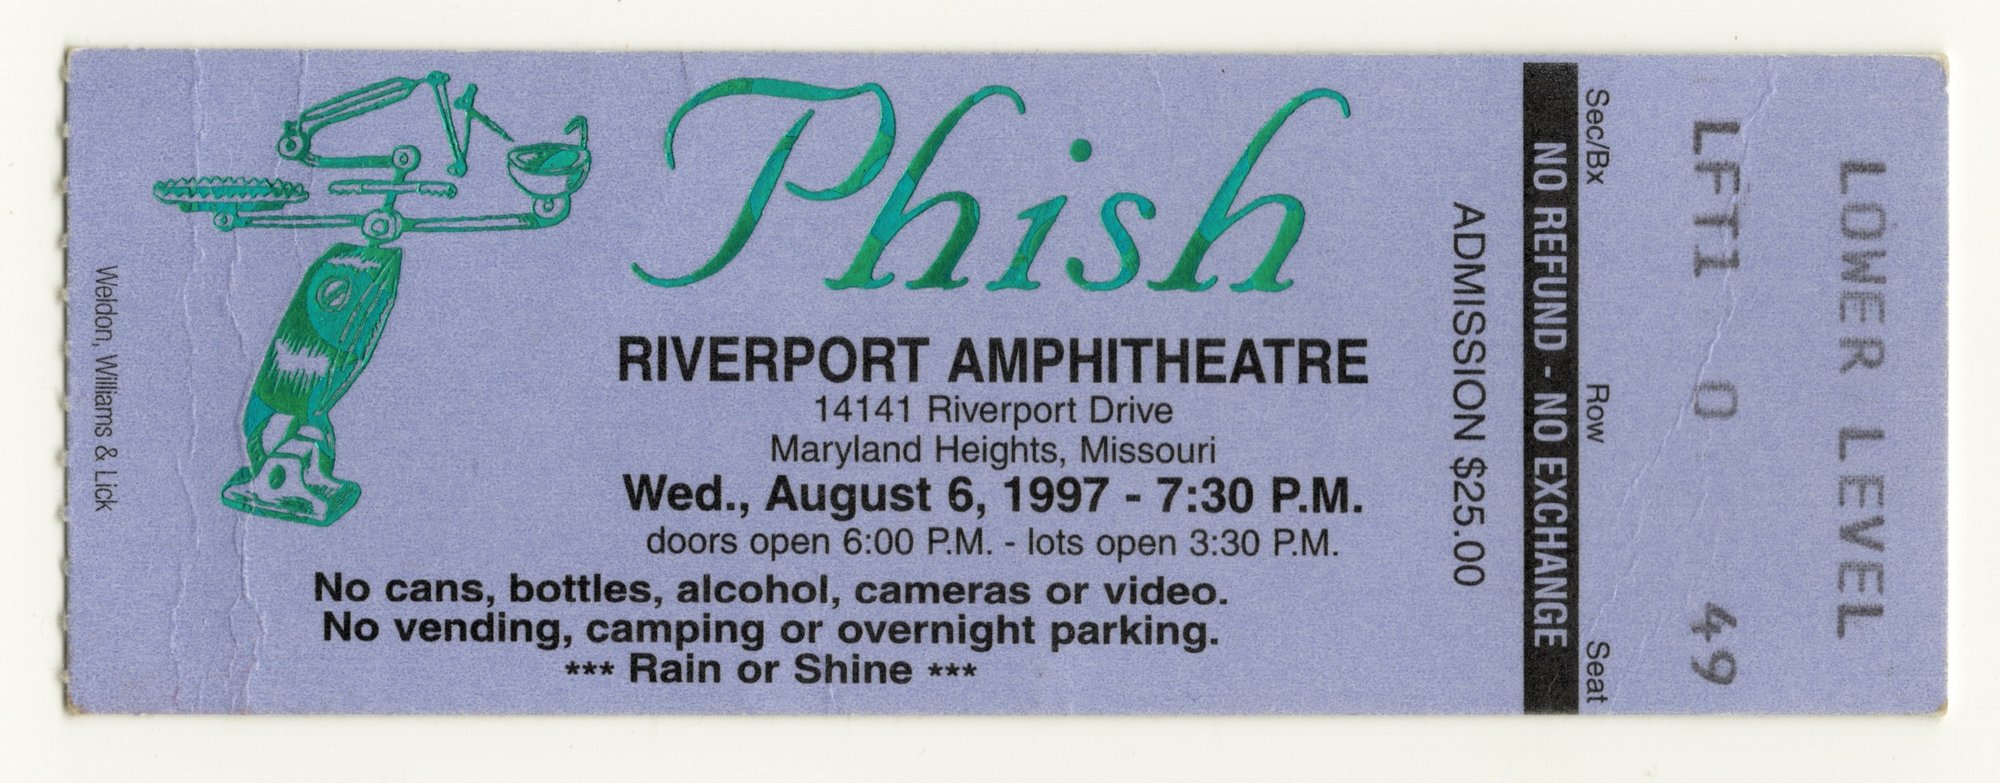 Weldon, Williams & Lick
Phish
RIVERPORT AMPHITHEATRE
14141 Riverport Drive
Maryland Heights, Missouri
Wed., August 6, 1997 - 7:30 P.M.
doors open 6:00 P.M. - lots open 3:30 P.M.
No cans, bottles, alcohol, cameras or video.
No vending, camping or overnight parking.
*** Rain or Shine ***
ADMISSION $25.00
NO REFUND - NO EXCHANGE
Sec/Bx Row Seat
LFT1 O 49
LOWER LEVEL